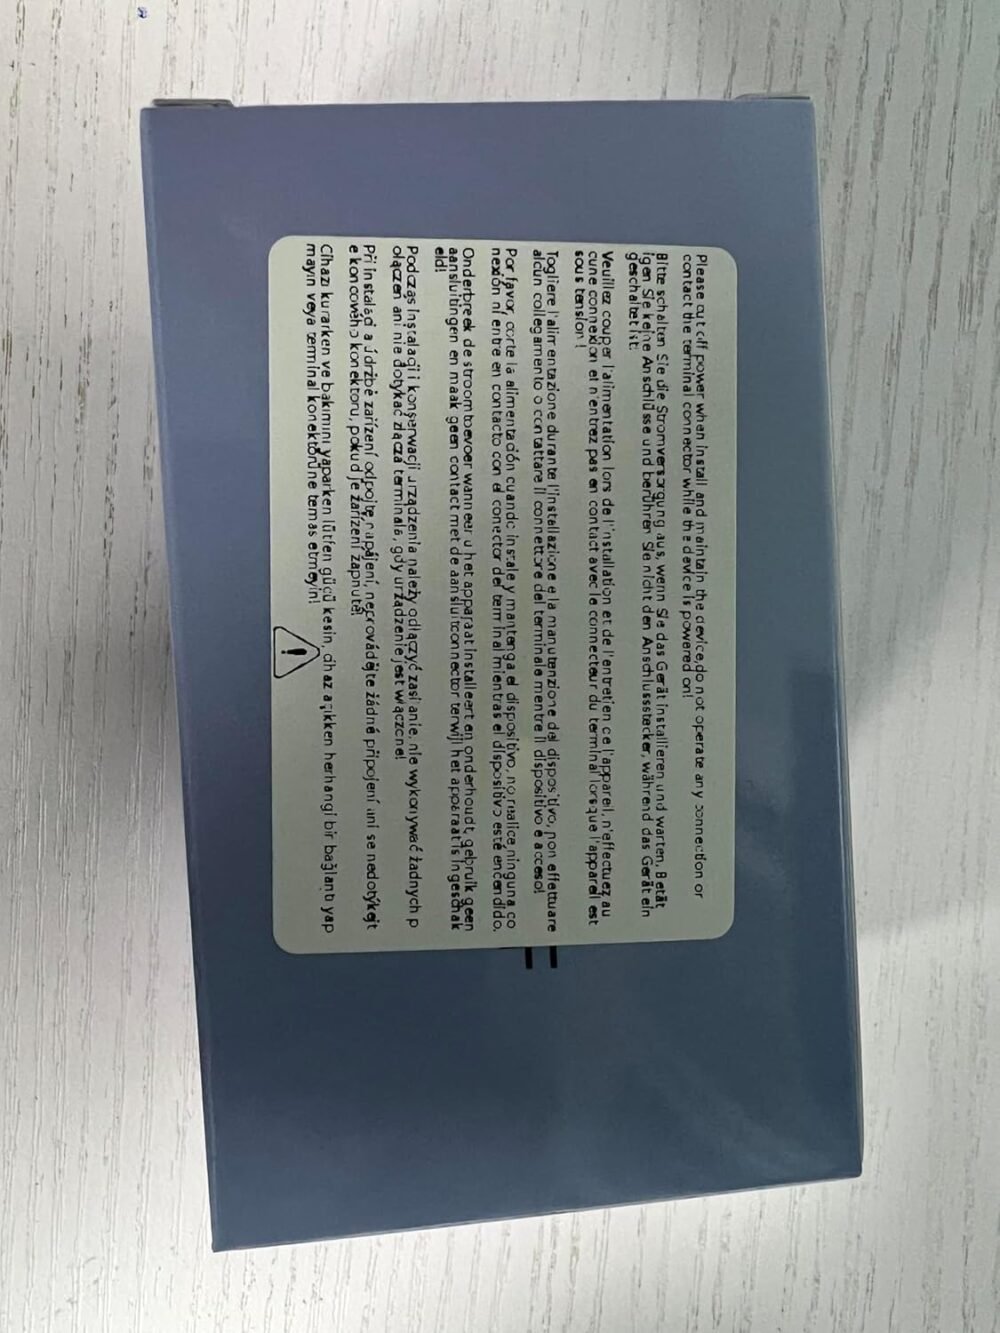 Please cut off power when install and maintain the device,do not operate any connection or
contact the terminal connector while the device is powered on!
Bitte schalten Sie die Stromversorgung aus, wenn Sie das Gerät installieren und warten. Betät
igen Sie keine Anschlüsse und berühren Sie nicht den Anschlussstecker, während das Gerät ein
geschaltet ist.
Veuillez couper l'alimentation lors de l'installation et de l'entretien de l'appareil, n'effectuez au
cune connexion et n'entrez pas en contact avec le connecteur du terminal lorsque l'appareil est
sous tension !
Togliere l'alimentazione durante l'installazione e la manutenzione del dispositivo, non effettuare
alcun collegamento o contattare il connettore del terminale mentre il dispositivo è acceso!
Por favor, corte la alimentación cuando instale y mantenga el dispositivo, no realice ninguna co
nexión ni entre en contacto con el conector del terminal mientras el dispositivo esté encendido.
Onderbreek de stroomtoevoer wanneer u het apparaat installeert en onderhoudt, gebruik geen
aansluitingen en maak geen contact met de aansluitconnector terwijl het apparaat is ingeschak
eld!
Podczas instalacji i konserwacji urządzenia należy odłączyć zasilanie, nie wykonywać żadnych p
ołączeń ani nie dotykać złącza terminala, gdy urządzenie jest włączone!
Při instalaci a údržbě zařízení odpojte napájení, neprovádějte žádné připojení ani se nedotýkejt
e koncového konektoru, pokud je zařízení zapnuté!
Cihazı kurarken ve bakımını yaparken lütfen gücü kesin, cihaz açıkken herhangi bir bağlantı yap
mayın veya terminal konektörüne temas etmeyin!